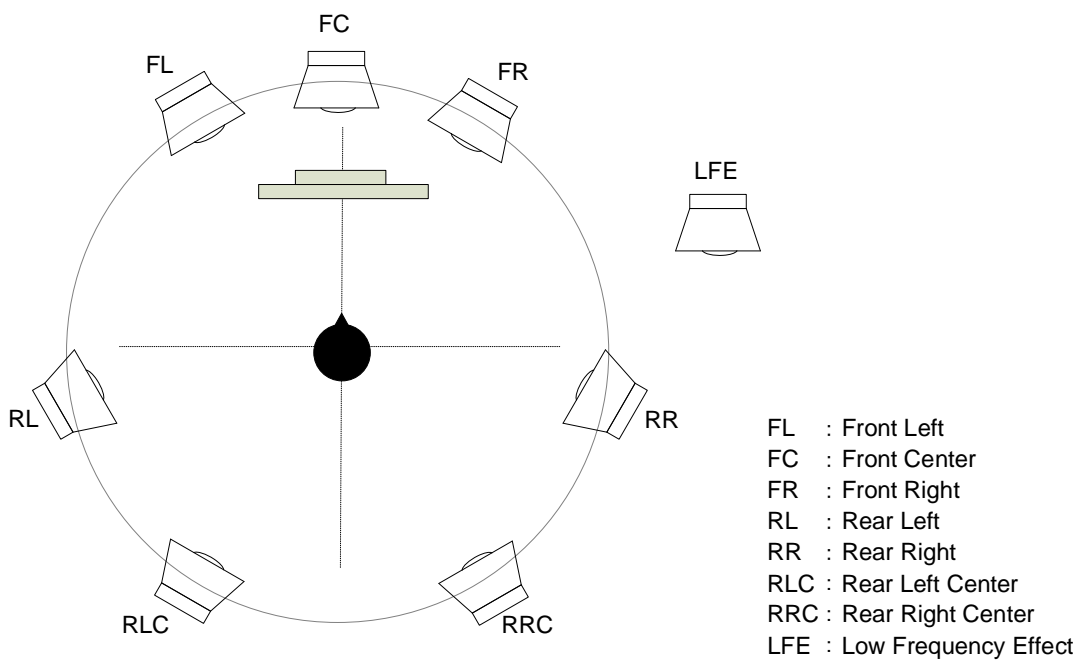 FC
FL
FR
LFE
RL
RR
RLC
RRC
FL : Front Left
FC : Front Center
FR : Front Right
RL : Rear Left
RR : Rear Right
RLC : Rear Left Center
RRC : Rear Right Center
LFE : Low Frequency Effect